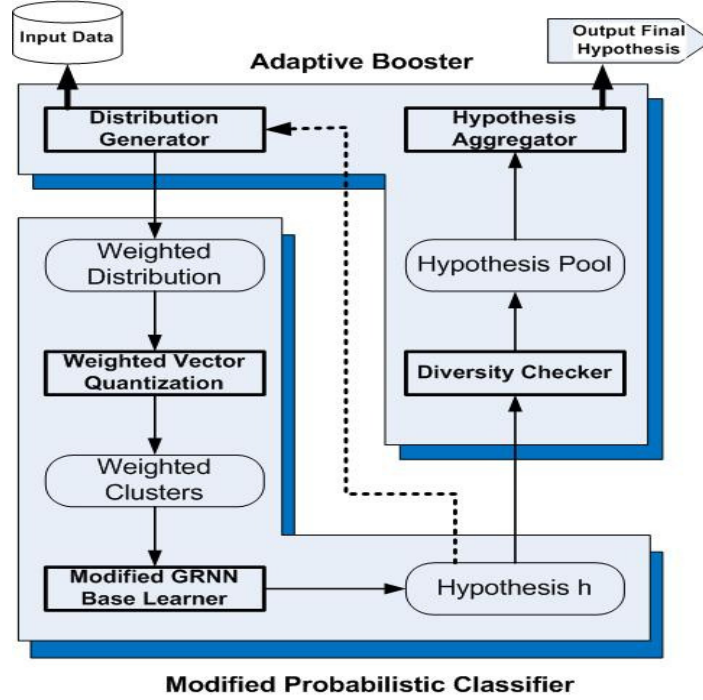 Input Data
Output Final
Hypothesis
Adaptive Booster
Distribution
Generator
Hypothesis
Aggregator
Weighted
Distribution
Hypothesis Pool
Weighted Vector
Quantization
Diversity Checker
Weighted
Clusters
Modified GRNN
Base Learner
Hypothesis h
Modified Probabilistic Classifier